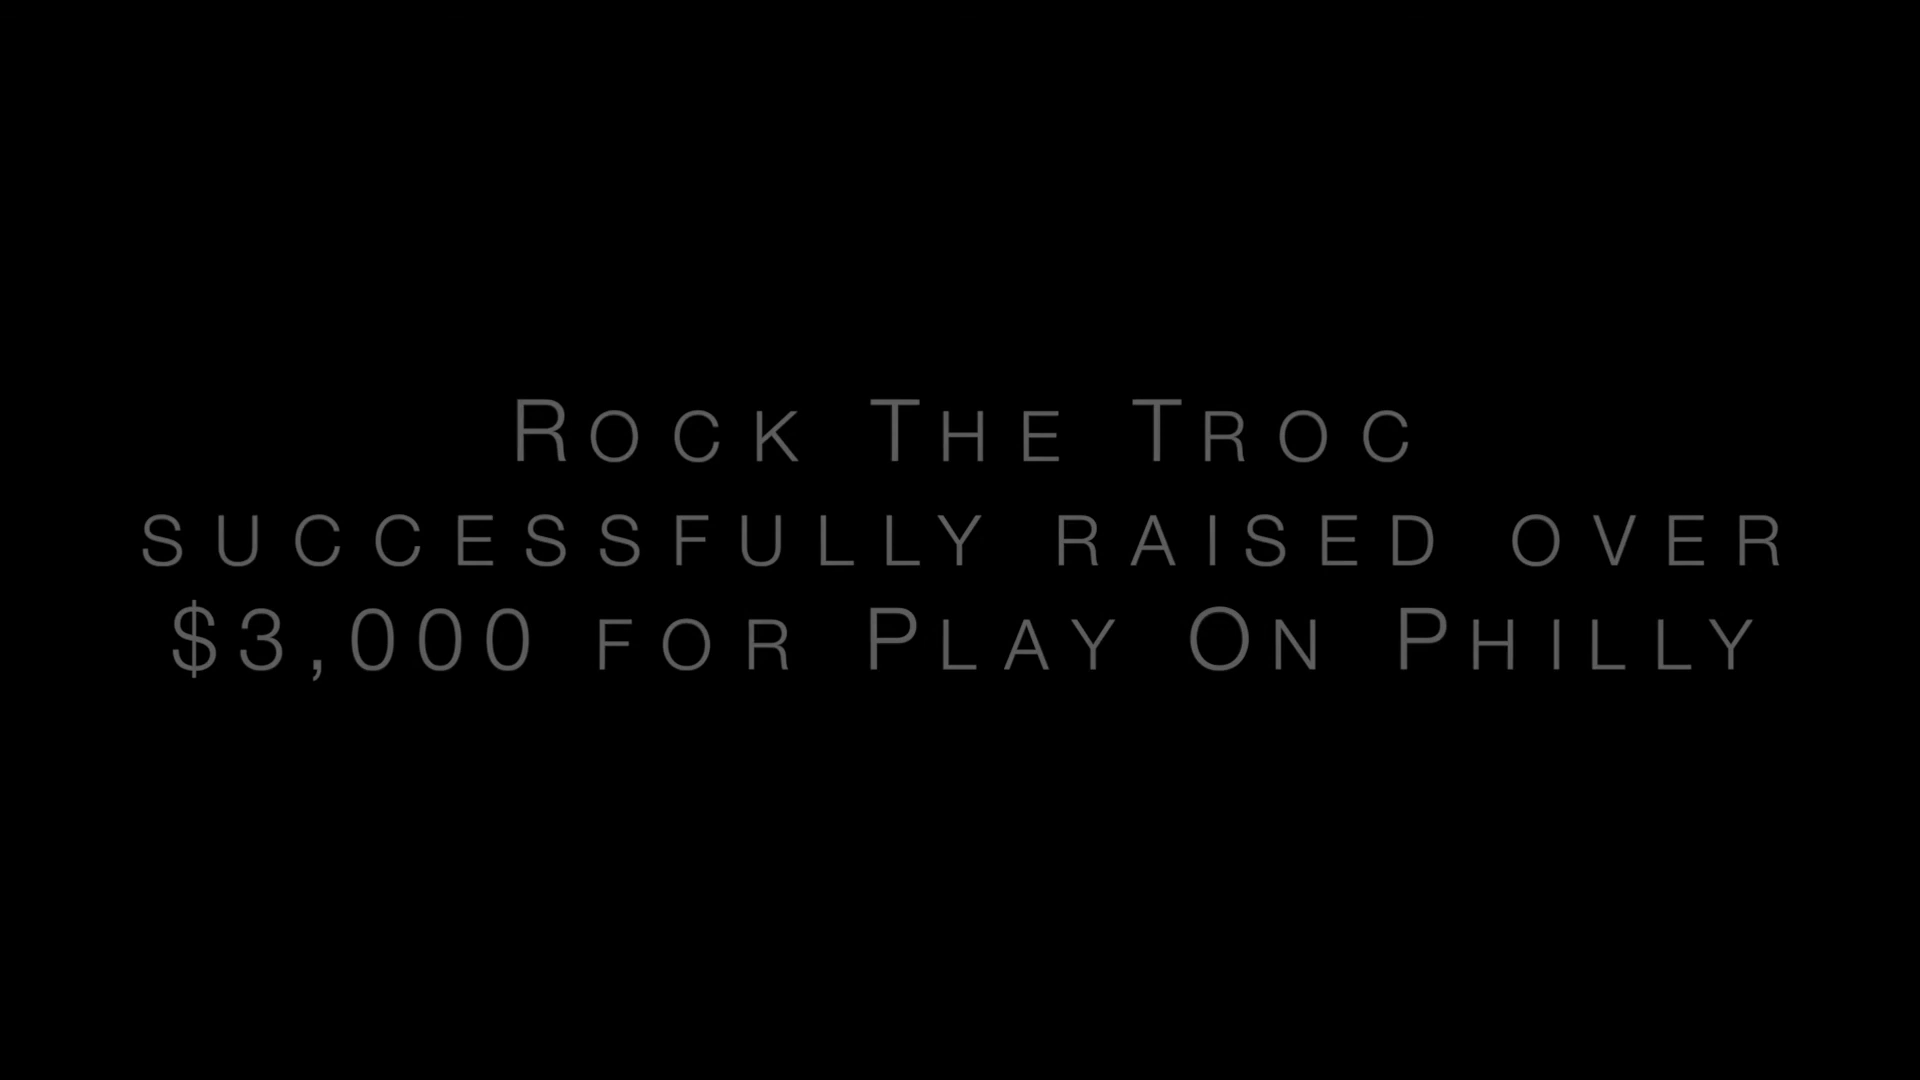 Rock The Troc
successfully raised over
$3,000 for Play On Philly